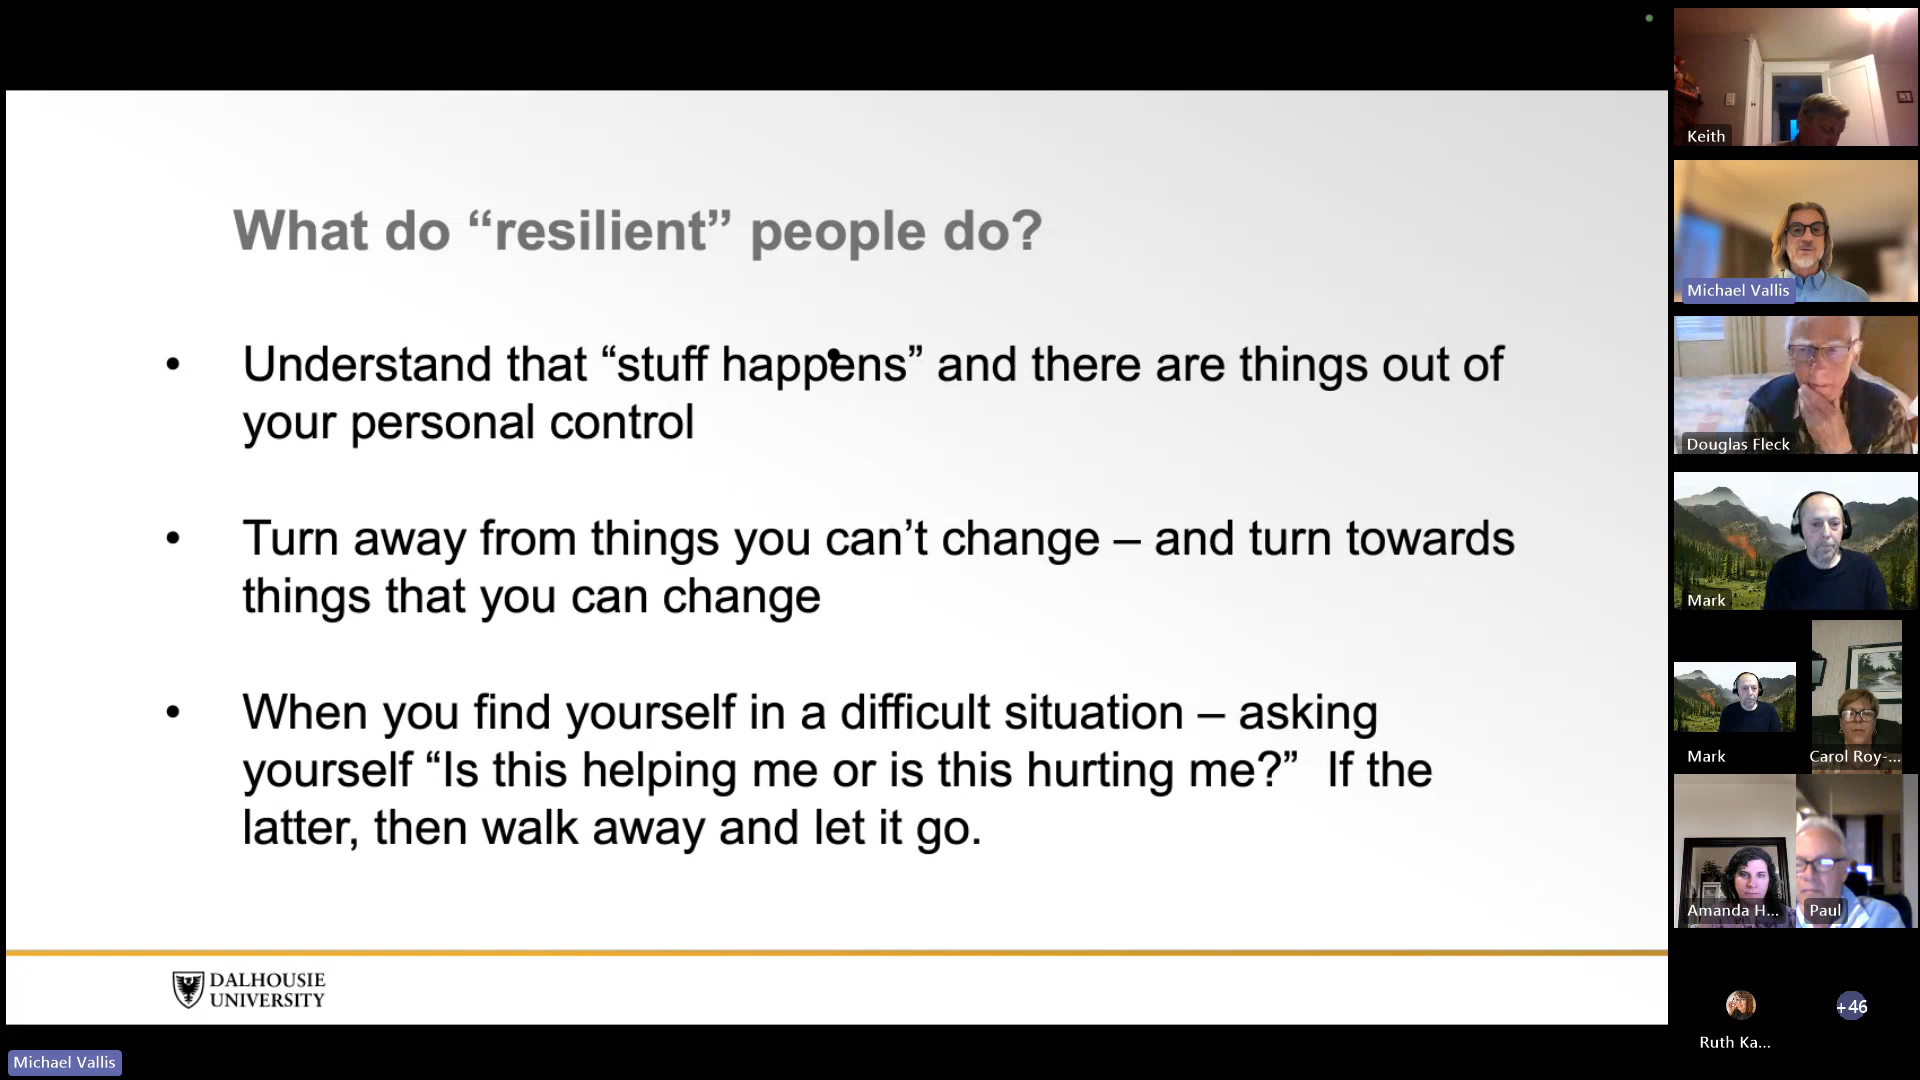 What do “resilient” people do?
• Understand that “stuff happens” and there are things out of
your personal control
• Turn away from things you can’t change – and turn towards
things that you can change
• When you find yourself in a difficult situation – asking
yourself “Is this helping me or is this hurting me?” If the
latter, then walk away and let it go.
DALHOUSIE
UNIVERSITY
Michael Vallis
Keith
Michael Vallis
Douglas Fleck
Mark
Mark
Carol Roy-...
Amanda H...
Paul
Ruth Ka...
+46